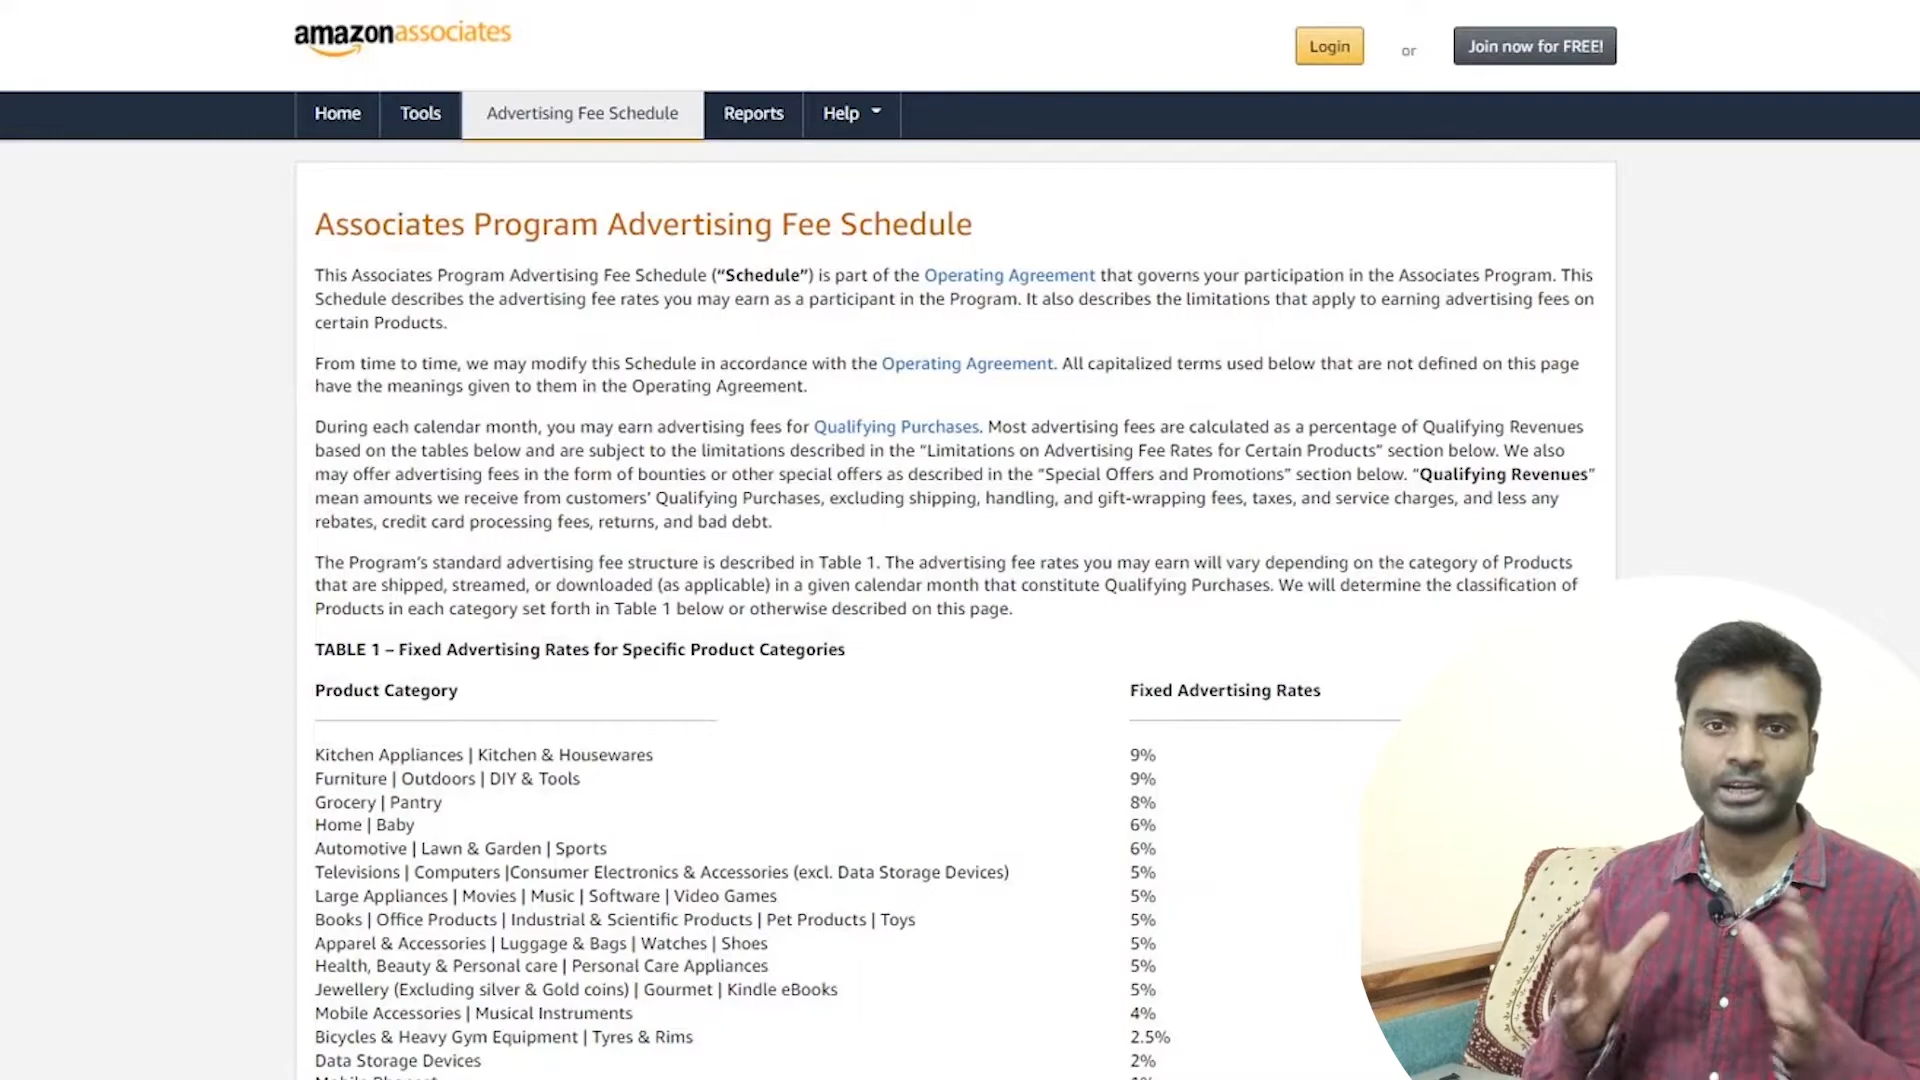 amazonassociates
Login or Join now for FREE!
Home Tools Advertising Fee Schedule Reports Help
Associates Program Advertising Fee Schedule
This Associates Program Advertising Fee Schedule (“Schedule”) is part of the Operating Agreement that governs your participation in the Associates Program. This
Schedule describes the advertising fee rates you may earn as a participant in the Program. It also describes the limitations that apply to earning advertising fees on
certain Products.
From time to time, we may modify this Schedule in accordance with the Operating Agreement. All capitalized terms used below that are not defined on this page
have the meanings given to them in the Operating Agreement.
During each calendar month, you may earn advertising fees for Qualifying Purchases. Most advertising fees are calculated as a percentage of Qualifying Revenues
based on the tables below and are subject to the limitations described in the “Limitations on Advertising Fee Rates for Certain Products” section below. We also
may offer advertising fees in the form of bounties or other special offers as described in the “Special Offers and Promotions” section below. “Qualifying Revenues”
mean amounts we receive from customers’ Qualifying Purchases, excluding shipping, handling, and gift-wrapping fees, taxes, and service charges, and less any
rebates, credit card processing fees, returns, and bad debt.
The Program’s standard advertising fee structure is described in Table 1. The advertising fee rates you may earn will vary depending on the category of Products
that are shipped, streamed, or downloaded (as applicable) in a given calendar month that constitute Qualifying Purchases. We will determine the classification of
Products in each category set forth in Table 1 below or otherwise described on this page.
TABLE 1 – Fixed Advertising Rates for Specific Product Categories
Product Category Fixed Advertising Rates
Kitchen Appliances | Kitchen & Housewares 9%
Furniture | Outdoors | DIY & Tools 9%
Grocery | Pantry 8%
Home | Baby 6%
Automotive | Lawn & Garden | Sports 6%
Televisions | Computers |Consumer Electronics & Accessories (excl. Data Storage Devices) 5%
Large Appliances | Movies | Music | Software | Video Games 5%
Books | Office Products | Industrial & Scientific Products | Pet Products | Toys 5%
Apparel & Accessories | Luggage & Bags | Watches | Shoes 5%
Health, Beauty & Personal care | Personal Care Appliances 5%
Jewellery (Excluding silver & Gold coins) | Gourmet | Kindle eBooks 5%
Mobile Accessories | Musical Instruments 4%
Bicycles & Heavy Gym Equipment | Tyres & Rims 2.5%
Data Storage Devices 2%